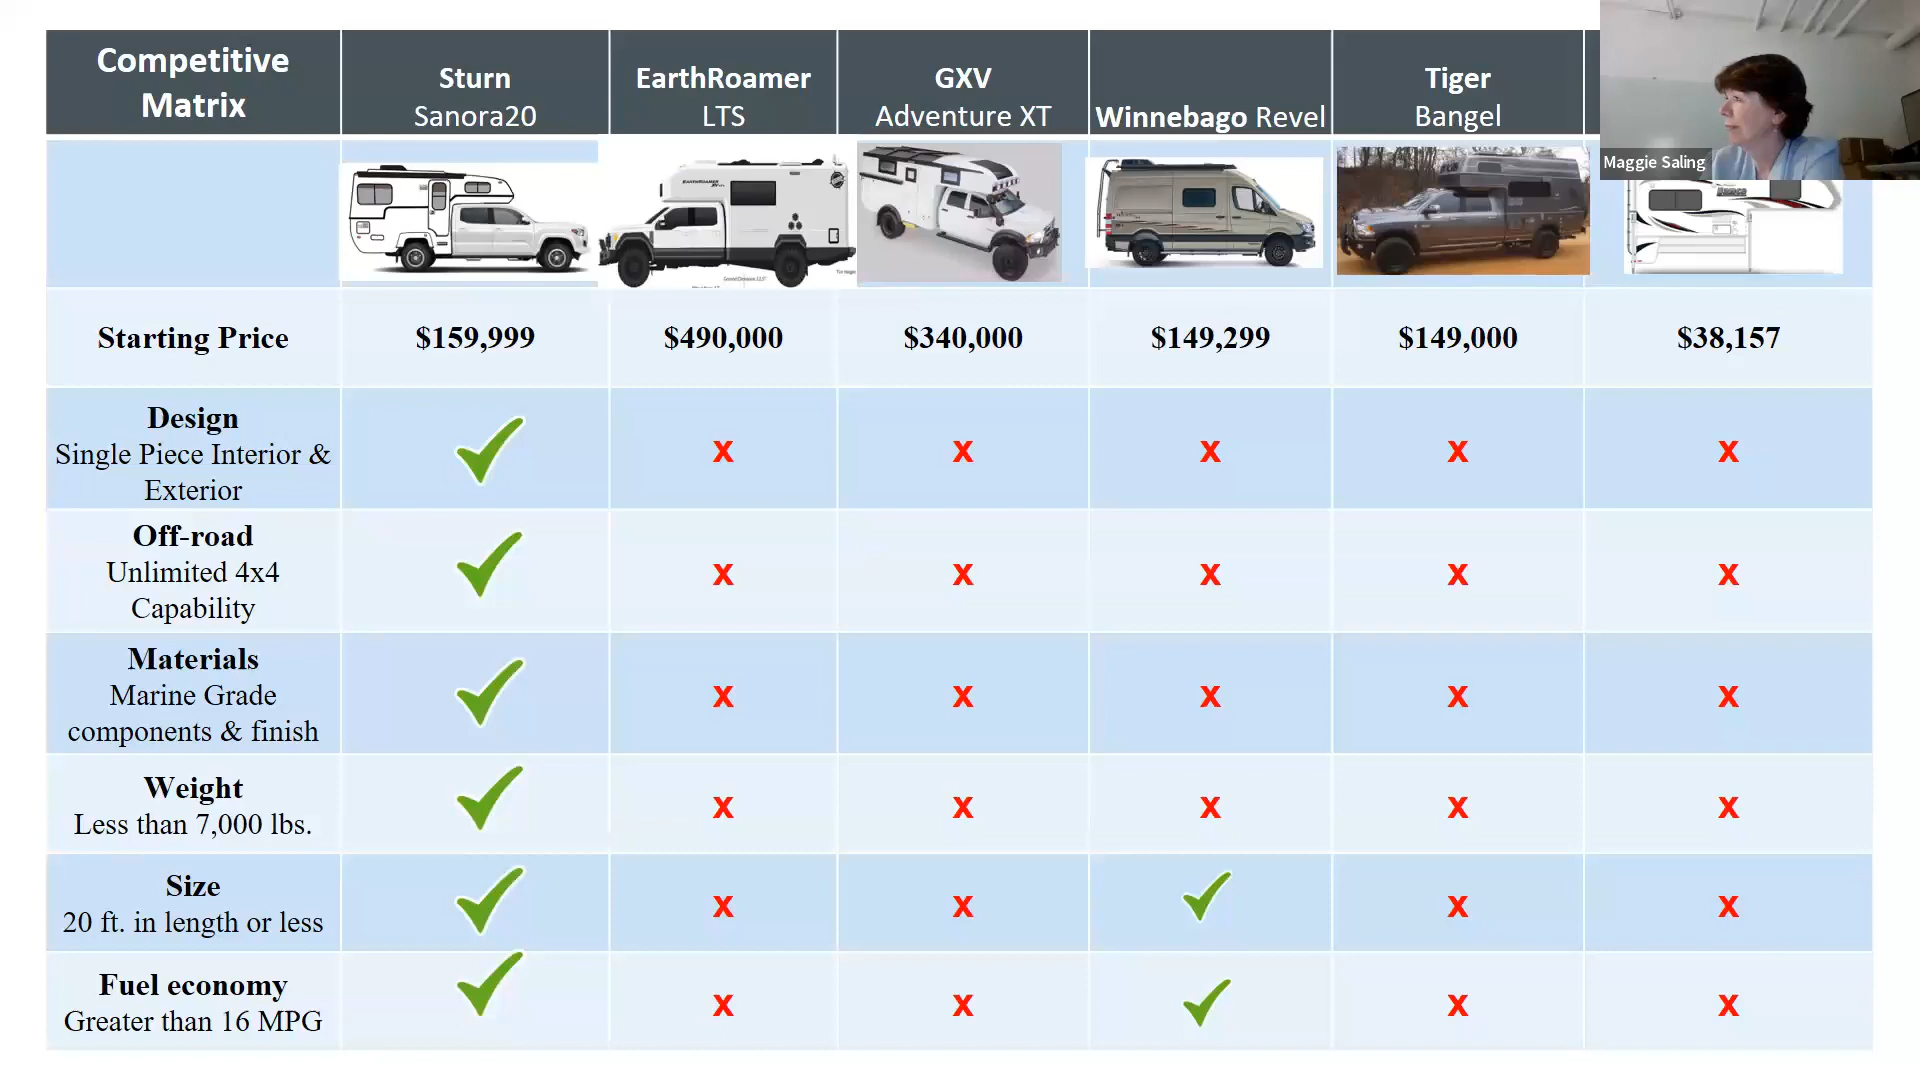 Competitive
Matrix
Sturn
Sanora20
EarthRoamer
LTS
GXV
Adventure XT
Winnebago Revel
Tiger
Bangel
Maggie Saling
EARTHROAMER
Starting Price
$159,999
$490,000
$340,000
$149,299
$149,000
$38,157
Design
Single Piece Interior &
Exterior
x
x
x
x
x
Off-road
Unlimited 4x4
Capability
x
x
x
x
x
Materials
Marine Grade
components & finish
x
x
x
x
x
Weight
Less than 7,000 lbs.
x
x
x
x
x
Size
20 ft. in length or less
x
x
x
x
Fuel economy
Greater than 16 MPG
x
x
x
x